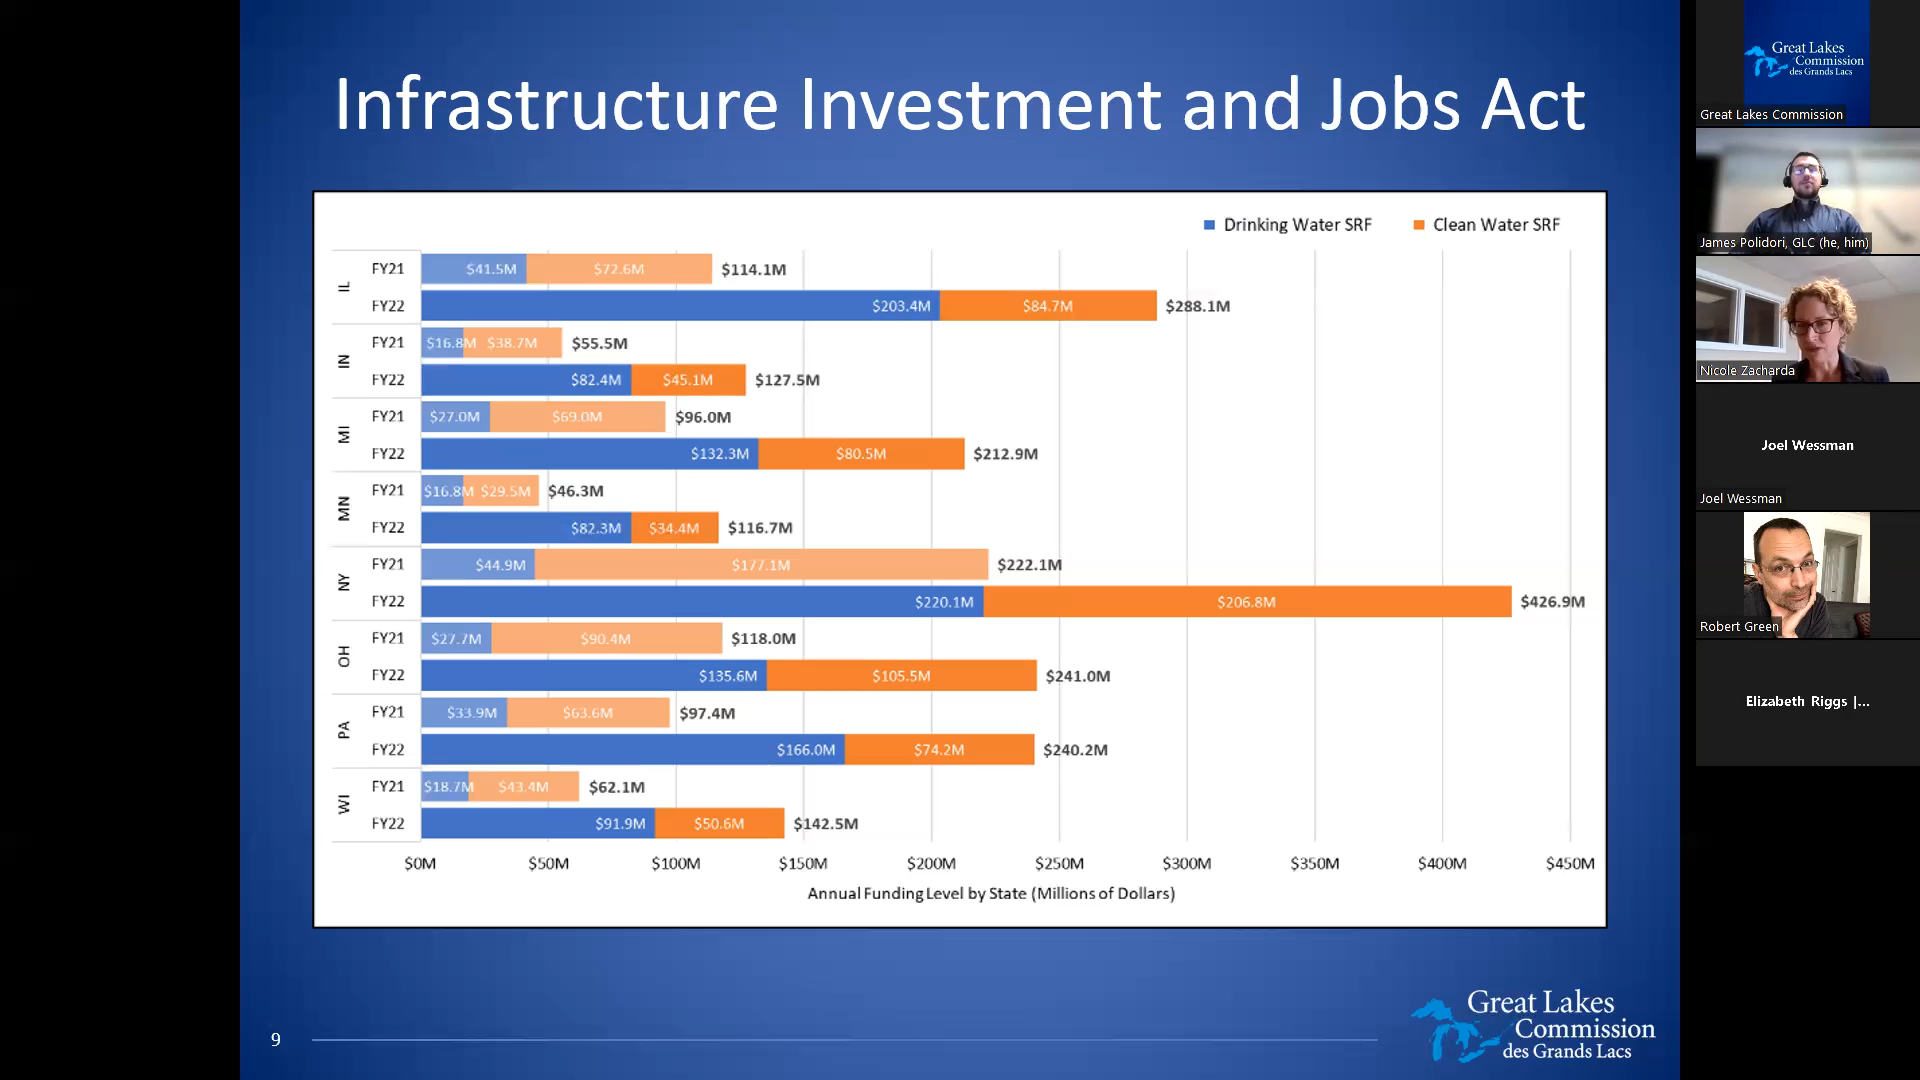 Infrastructure Investment and Jobs Act
Drinking Water SRF
Clean Water SRF
IL
FY21 $41.5M $72.6M $114.1M
FY22 $203.4M $84.7M $288.1M
IN
FY21 $16.8M $38.7M $55.5M
FY22 $82.4M $45.1M $127.5M
MI
FY21 $27.0M $69.0M $96.0M
FY22 $132.3M $80.5M $212.9M
MN
FY21 $16.8M $29.5M $46.3M
FY22 $82.3M $34.4M $116.7M
NY
FY21 $44.9M $177.1M $222.1M
FY22 $220.1M $206.8M $426.9M
OH
FY21 $27.7M $90.4M $118.0M
FY22 $135.6M $105.5M $241.0M
PA
FY21 $33.9M $63.6M $97.4M
FY22 $166.0M $74.2M $240.2M
WI
FY21 $18.7M $43.4M $62.1M
FY22 $91.9M $50.6M $142.5M
$0M $50M $100M $150M $200M $250M $300M $350M $400M $450M
Annual Funding Level by State (Millions of Dollars)
9
Great Lakes
Commission
des Grands Lacs
Great Lakes
Commission
des Grands Lacs
Great Lakes Commission
James Polidori, GLC (he, him)
Nicole Zacharda
Joel Wessman
Joel Wessman
Robert Green
Elizabeth Riggs |...